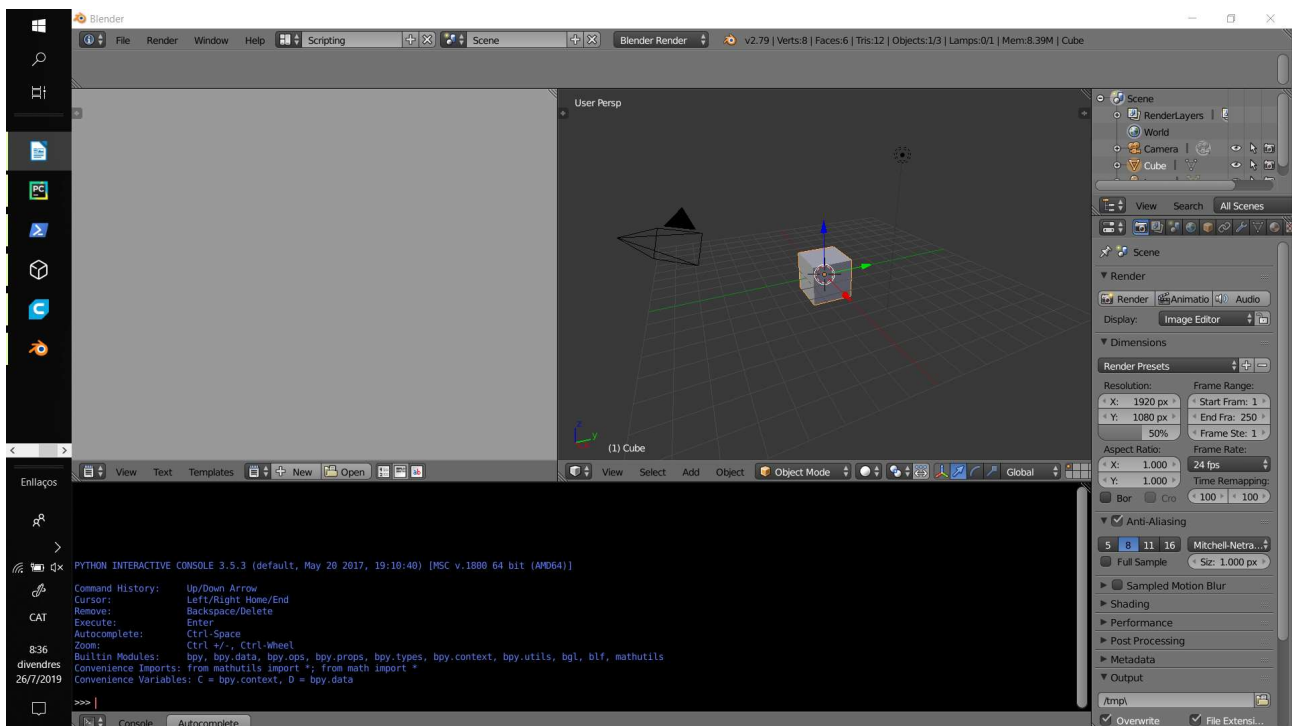 Blender
File Render Window Help Scripting Scene Blender Render v2.79 | Verts:8 | Faces:6 | Tris:12 | Objects:1/3 | Lamps:0/1 | Mem:8.39M | Cube
User Persp
(1) Cube
z
y
View Text Templates New Open
View Select Add Object Object Mode Global
Scene
RenderLayers
World
Camera
Cube
View Search All Scenes
Scene
Render
Render Animatio Audio
Display: Image Editor
Dimensions
Render Presets
Resolution: Frame Range:
X: 1920 px Start Fram: 1
Y: 1080 px End Fra: 250
50% Frame Ste: 1
Aspect Ratio: Frame Rate:
X: 1.000 24 fps
Y: 1.000 Time Remapping:
Bor Cro 100 100
Anti-Aliasing
5 8 11 16 Mitchell-Netra...
Full Sample Siz: 1.000 px
Sampled Motion Blur
Shading
Performance
Post Processing
Metadata
Output
/tmp\
Overwrite File Extensi...
PYTHON INTERACTIVE CONSOLE 3.5.3 (default, May 20 2017, 19:10:40) [MSC v.1800 64 bit (AMD64)]
Command History: Up/Down Arrow
Cursor: Left/Right Home/End
Remove: Backspace/Delete
Execute: Enter
Autocomplete: Ctrl-Space
Zoom: Ctrl +/-, Ctrl-Wheel
Builtin Modules: bpy, bpy.data, bpy.ops, bpy.props, bpy.types, bpy.context, bpy.utils, bgl, blf, mathutils
Convenience Imports: from mathutils import *; from math import *
Convenience Variables: C = bpy.context, D = bpy.data
>>>
Console Autocomplete
PC
Enllaços
CAT
8:36
divendres
26/7/2019